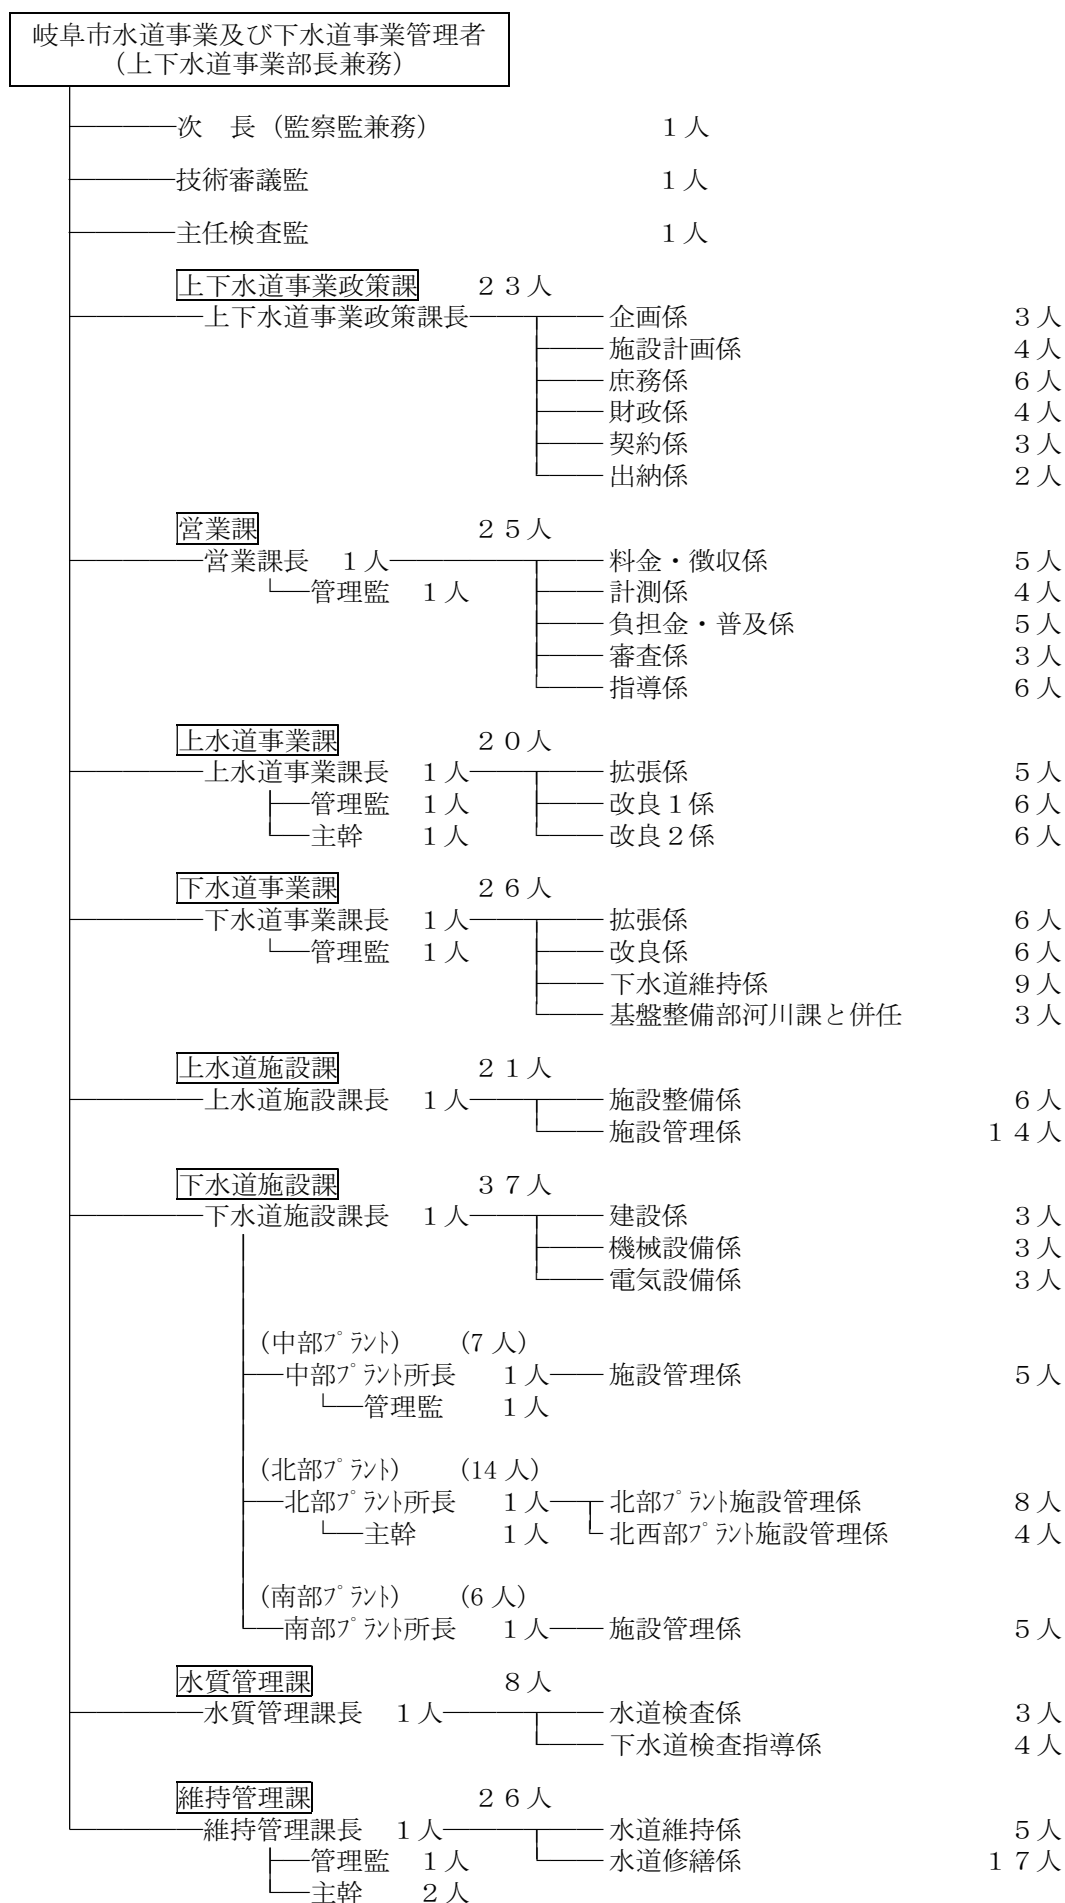 岐阜市水道事業及び下水道事業管理者
（上下水道事業部長兼務）
次　長（監察監兼務）　１人
技術審議監　１人
主任検査監　１人
上下水道事業政策課　２３人
上下水道事業政策課長　企画係　３人
施設計画係　４人
庶務係　６人
財政係　４人
契約係　３人
出納係　２人
営業課　２５人
営業課長　１人　料金・徴収係　５人
管理監　１人　計測係　４人
負担金・普及係　５人
審査係　３人
指導係　６人
上水道事業課　２０人
上水道事業課長　１人　拡張係　５人
管理監　１人　改良１係　６人
主幹　１人　改良２係　６人
下水道事業課　２６人
下水道事業課長　１人　拡張係　６人
管理監　１人　改良係　６人
下水道維持係　９人
基盤整備部河川課と併任　３人
上水道施設課　２１人
上水道施設課長　１人　施設整備係　６人
施設管理係　１４人
下水道施設課　３７人
下水道施設課長　１人　建設係　３人
機械設備係　３人
電気設備係　３人
（中部ﾌﾟﾗﾝﾄ）　（7 人）
中部ﾌﾟﾗﾝﾄ所長　１人　施設管理係　５人
管理監　１人
（北部ﾌﾟﾗﾝﾄ）　（14 人）
北部ﾌﾟﾗﾝﾄ所長　１人　北部ﾌﾟﾗﾝﾄ施設管理係　８人
主幹　１人　北西部ﾌﾟﾗﾝﾄ施設管理係　４人
（南部ﾌﾟﾗﾝﾄ）　（6 人）
南部ﾌﾟﾗﾝﾄ所長　１人　施設管理係　５人
水質管理課　８人
水質管理課長　１人　水道検査係　３人
下水道検査指導係　４人
維持管理課　２６人
維持管理課長　１人　水道維持係　５人
管理監　１人　水道修繕係　１７人
主幹　２人